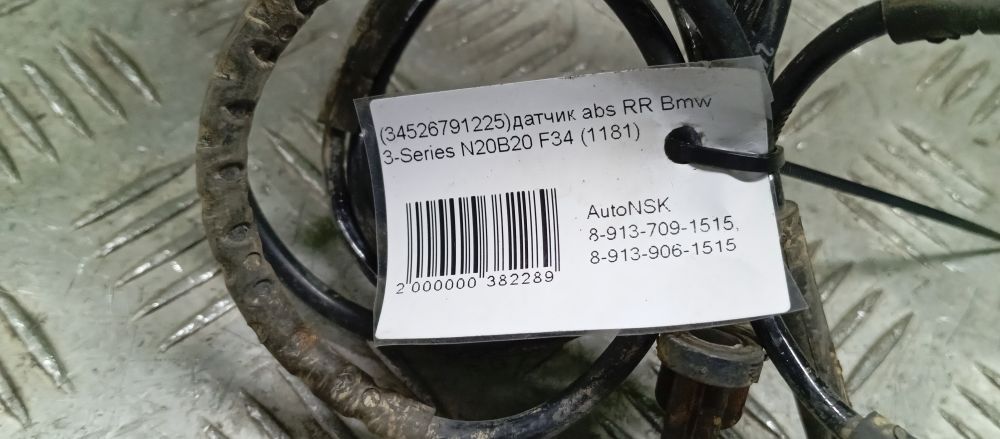 (34526791225)датчик abs RR Bmw
3-Series N20B20 F34 (1181)
AutoNSK
8-913-709-1515,
8-913-906-1515
2 000000 382289